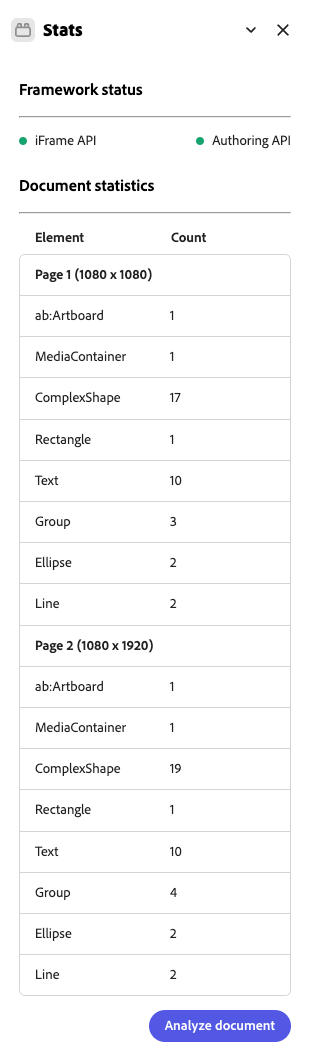 Stats
Framework status
iFrame API Authoring API
Document statistics
Element Count
Page 1 (1080 x 1080)
ab:Artboard 1
MediaContainer 1
ComplexShape 17
Rectangle 1
Text 10
Group 3
Ellipse 2
Line 2
Page 2 (1080 x 1920)
ab:Artboard 1
MediaContainer 1
ComplexShape 19
Rectangle 1
Text 10
Group 4
Ellipse 2
Line 2
Analyze document